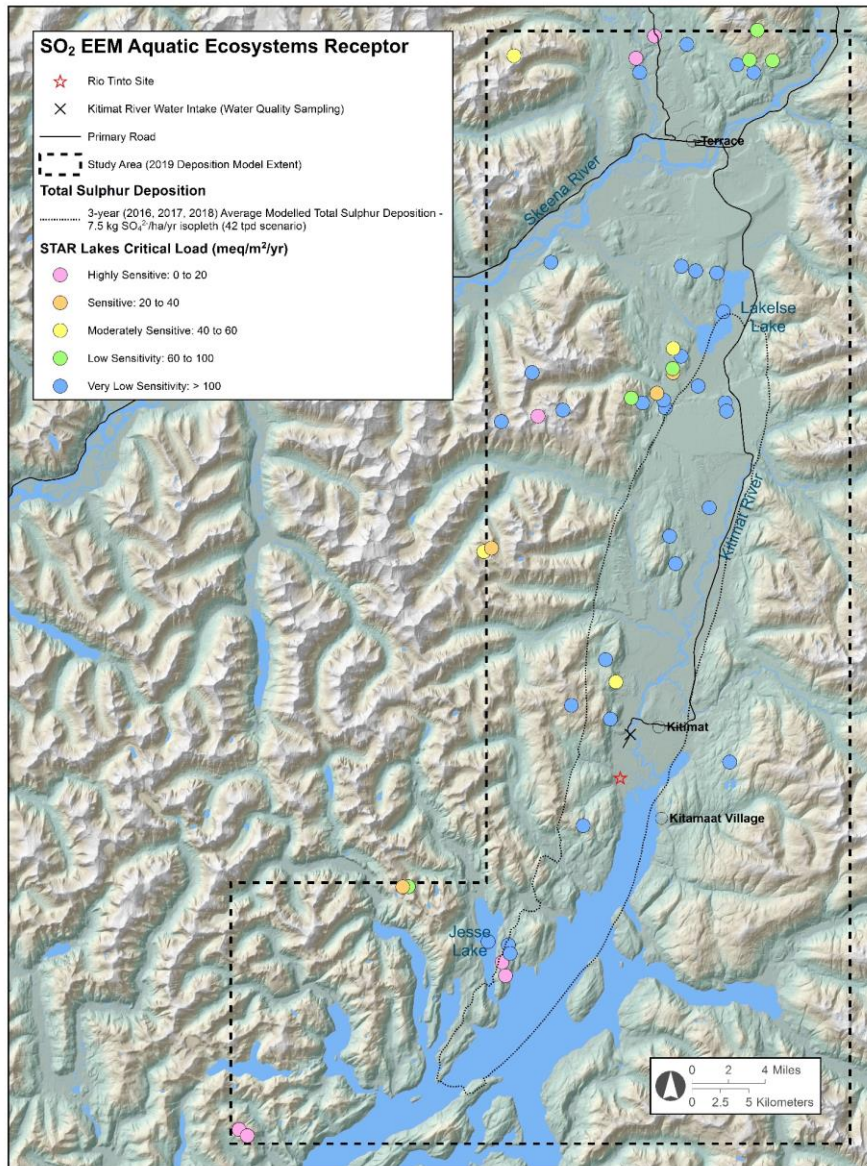 SO₂ EEM Aquatic Ecosystems Receptor
Rio Tinto Site
Kitimat River Water Intake (Water Quality Sampling)
Primary Road
Study Area (2019 Deposition Model Extent)
Total Sulphur Deposition
3-year (2016, 2017, 2018) Average Modelled Total Sulphur Deposition -
7.5 kg SO₄²⁻/ha/yr isopleth (42 tpd scenario)
STAR Lakes Critical Load (meq/m²/yr)
Highly Sensitive: 0 to 20
Sensitive: 20 to 40
Moderately Sensitive: 40 to 60
Low Sensitivity: 60 to 100
Very Low Sensitivity: > 100
Terrace
Skeena River
Lakelse
Lake
Kitimat River
Kitimat
Kitamaat Village
Jesse
Lake
0 2 4 Miles
0 2.5 5 Kilometers